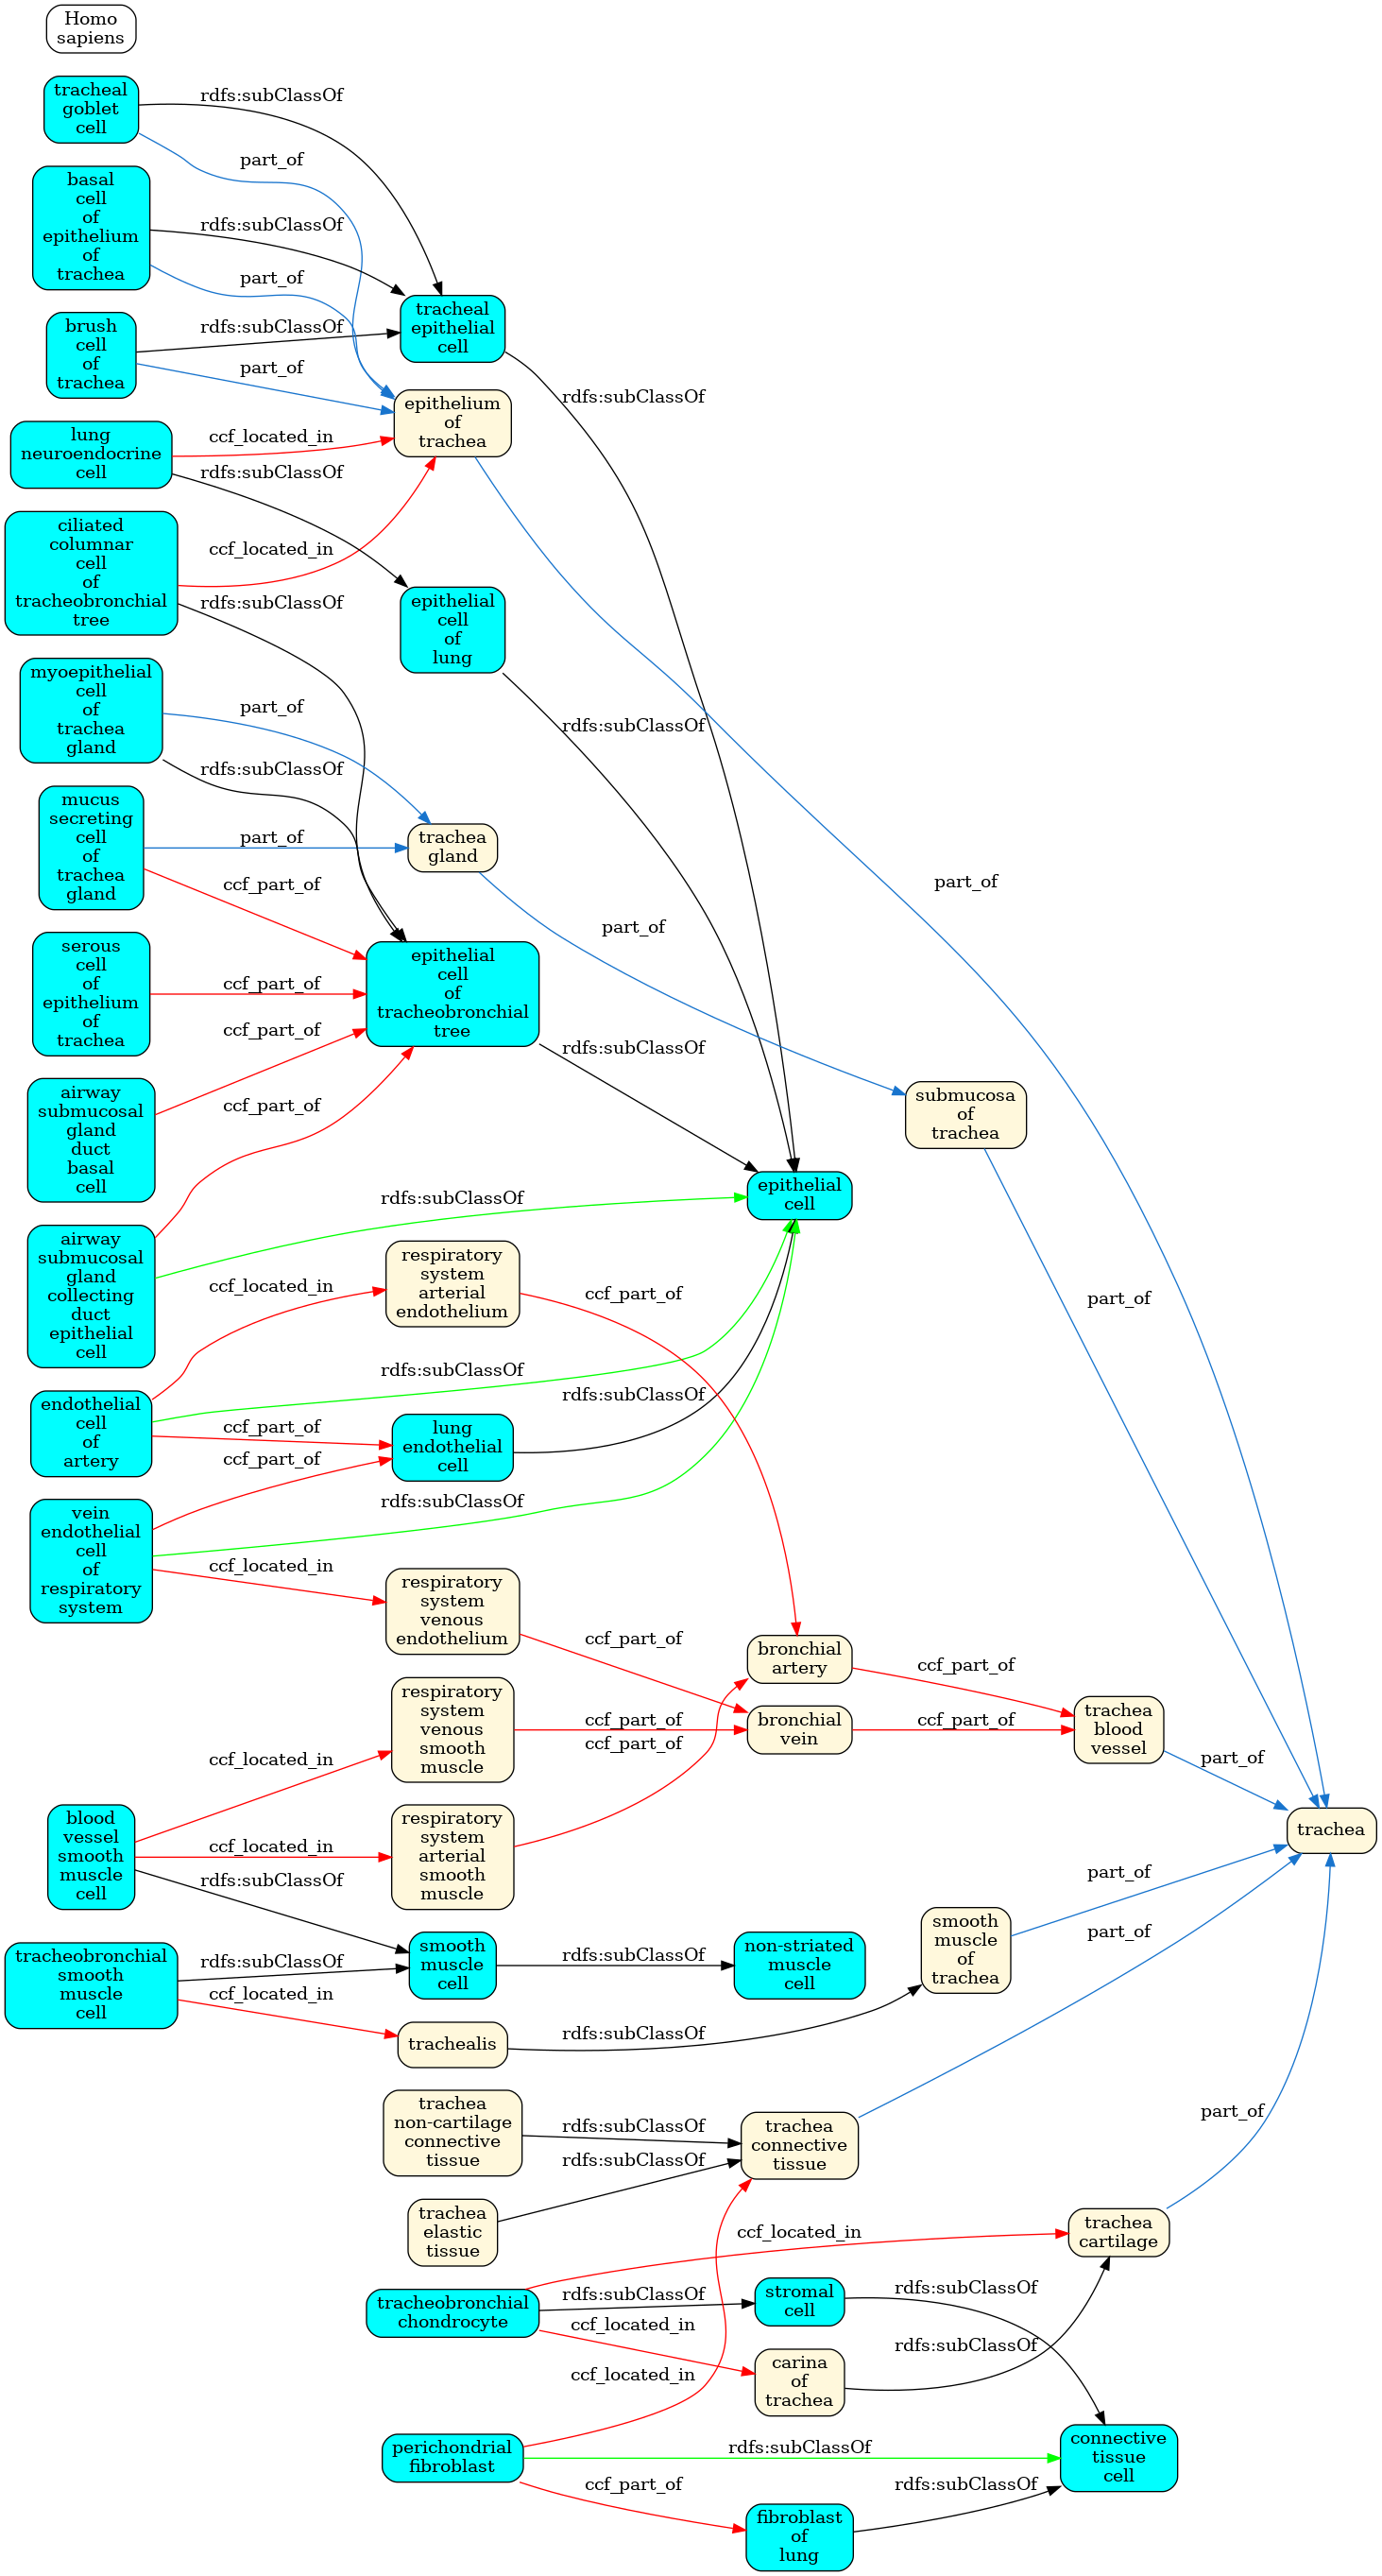 Homo
sapiens
tracheal
goblet
cell
rdfs:subClassOf
part_of
basal
cell
of
epithelium
of
trachea
rdfs:subClassOf
part_of
brush
cell
of
trachea
rdfs:subClassOf
part_of
tracheal
epithelial
cell
rdfs:subClassOf
epithelium
of
trachea
part_of
lung
neuroendocrine
cell
ccf_located_in
rdfs:subClassOf
ciliated
columnar
cell
of
tracheobronchial
tree
ccf_located_in
rdfs:subClassOf
epithelial
cell
of
lung
rdfs:subClassOf
myoepithelial
cell
of
trachea
gland
part_of
rdfs:subClassOf
mucus
secreting
cell
of
trachea
gland
part_of
ccf_part_of
trachea
gland
part_of
serous
cell
of
epithelium
of
trachea
ccf_part_of
epithelial
cell
of
tracheobronchial
tree
rdfs:subClassOf
airway
submucosal
gland
duct
basal
cell
ccf_part_of
submucosa
of
trachea
part_of
airway
submucosal
gland
collecting
duct
epithelial
cell
ccf_part_of
rdfs:subClassOf
epithelial
cell
endothelial
cell
of
artery
ccf_located_in
rdfs:subClassOf
ccf_part_of
respiratory
system
arterial
endothelium
ccf_part_of
lung
endothelial
cell
rdfs:subClassOf
vein
endothelial
cell
of
respiratory
system
ccf_part_of
rdfs:subClassOf
ccf_located_in
respiratory
system
venous
endothelium
ccf_part_of
bronchial
artery
ccf_part_of
respiratory
system
venous
smooth
muscle
ccf_part_of
bronchial
vein
ccf_part_of
trachea
blood
vessel
part_of
blood
vessel
smooth
muscle
cell
ccf_located_in
ccf_located_in
rdfs:subClassOf
respiratory
system
arterial
smooth
muscle
ccf_part_of
trachea
tracheobronchial
smooth
muscle
cell
rdfs:subClassOf
ccf_located_in
smooth
muscle
cell
rdfs:subClassOf
non-striated
muscle
cell
smooth
muscle
of
trachea
part_of
trachealis
rdfs:subClassOf
trachea
non-cartilage
connective
tissue
rdfs:subClassOf
trachea
connective
tissue
part_of
trachea
elastic
tissue
rdfs:subClassOf
trachea
cartilage
part_of
tracheobronchial
chondrocyte
ccf_located_in
rdfs:subClassOf
ccf_located_in
stromal
cell
rdfs:subClassOf
carina
of
trachea
rdfs:subClassOf
perichondrial
fibroblast
ccf_located_in
rdfs:subClassOf
ccf_part_of
connective
tissue
cell
fibroblast
of
lung
rdfs:subClassOf